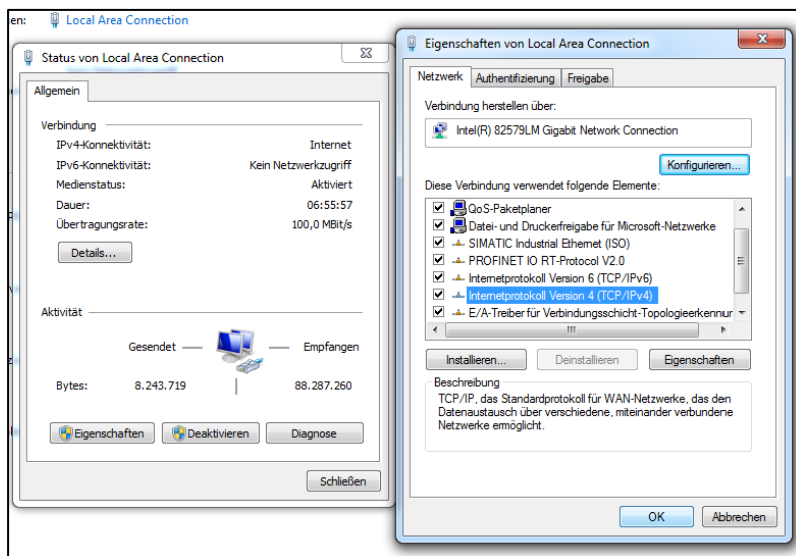 en: Local Area Connection
Status von Local Area Connection
Allgemein
Verbindung
IPv4-Konnektivität: Internet
IPv6-Konnektivität: Kein Netzwerkzugriff
Medienstatus: Aktiviert
Dauer: 06:55:57
Übertragungsrate: 100,0 MBit/s
Details...
Aktivität
Gesendet Empfangen
Bytes: 8.243.719 88.287.260
Eigenschaften Deaktivieren Diagnose
Schließen
Eigenschaften von Local Area Connection
Netzwerk Authentifizierung Freigabe
Verbindung herstellen über:
Intel(R) 82579LM Gigabit Network Connection
Konfigurieren...
Diese Verbindung verwendet folgende Elemente:
QoS-Paketplaner
Datei- und Druckerfreigabe für Microsoft-Netzwerke
SIMATIC Industrial Ethernet (ISO)
PROFINET IO RT-Protocol V2.0
Internetprotokoll Version 6 (TCP/IPv6)
Internetprotokoll Version 4 (TCP/IPv4)
E/A-Treiber für Verbindungsschicht-Topologieerkennur
Installieren... Deinstallieren Eigenschaften
Beschreibung
TCP/IP, das Standardprotokoll für WAN-Netzwerke, das den
Datenaustausch über verschiedene, miteinander verbundene
Netzwerke ermöglicht.
OK Abbrechen